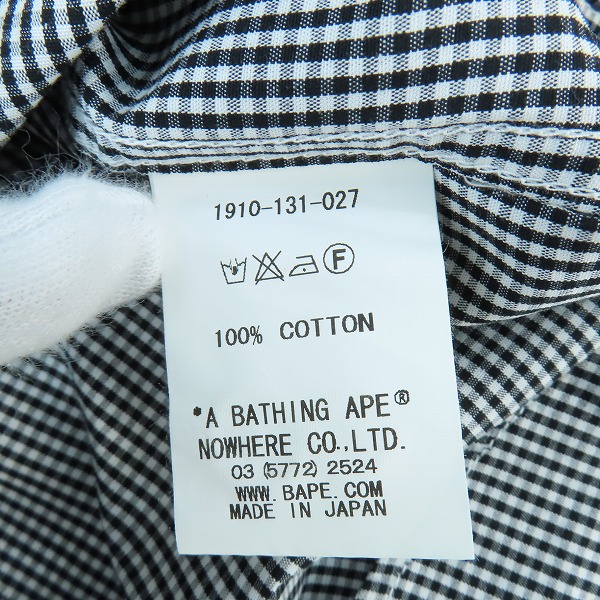 1910-131-027
F
100% COTTON
*A BATHING APE®
NOWHERE CO.,LTD.
03 (5772) 2524
WWW. BAPE. COM
MADE IN JAPAN